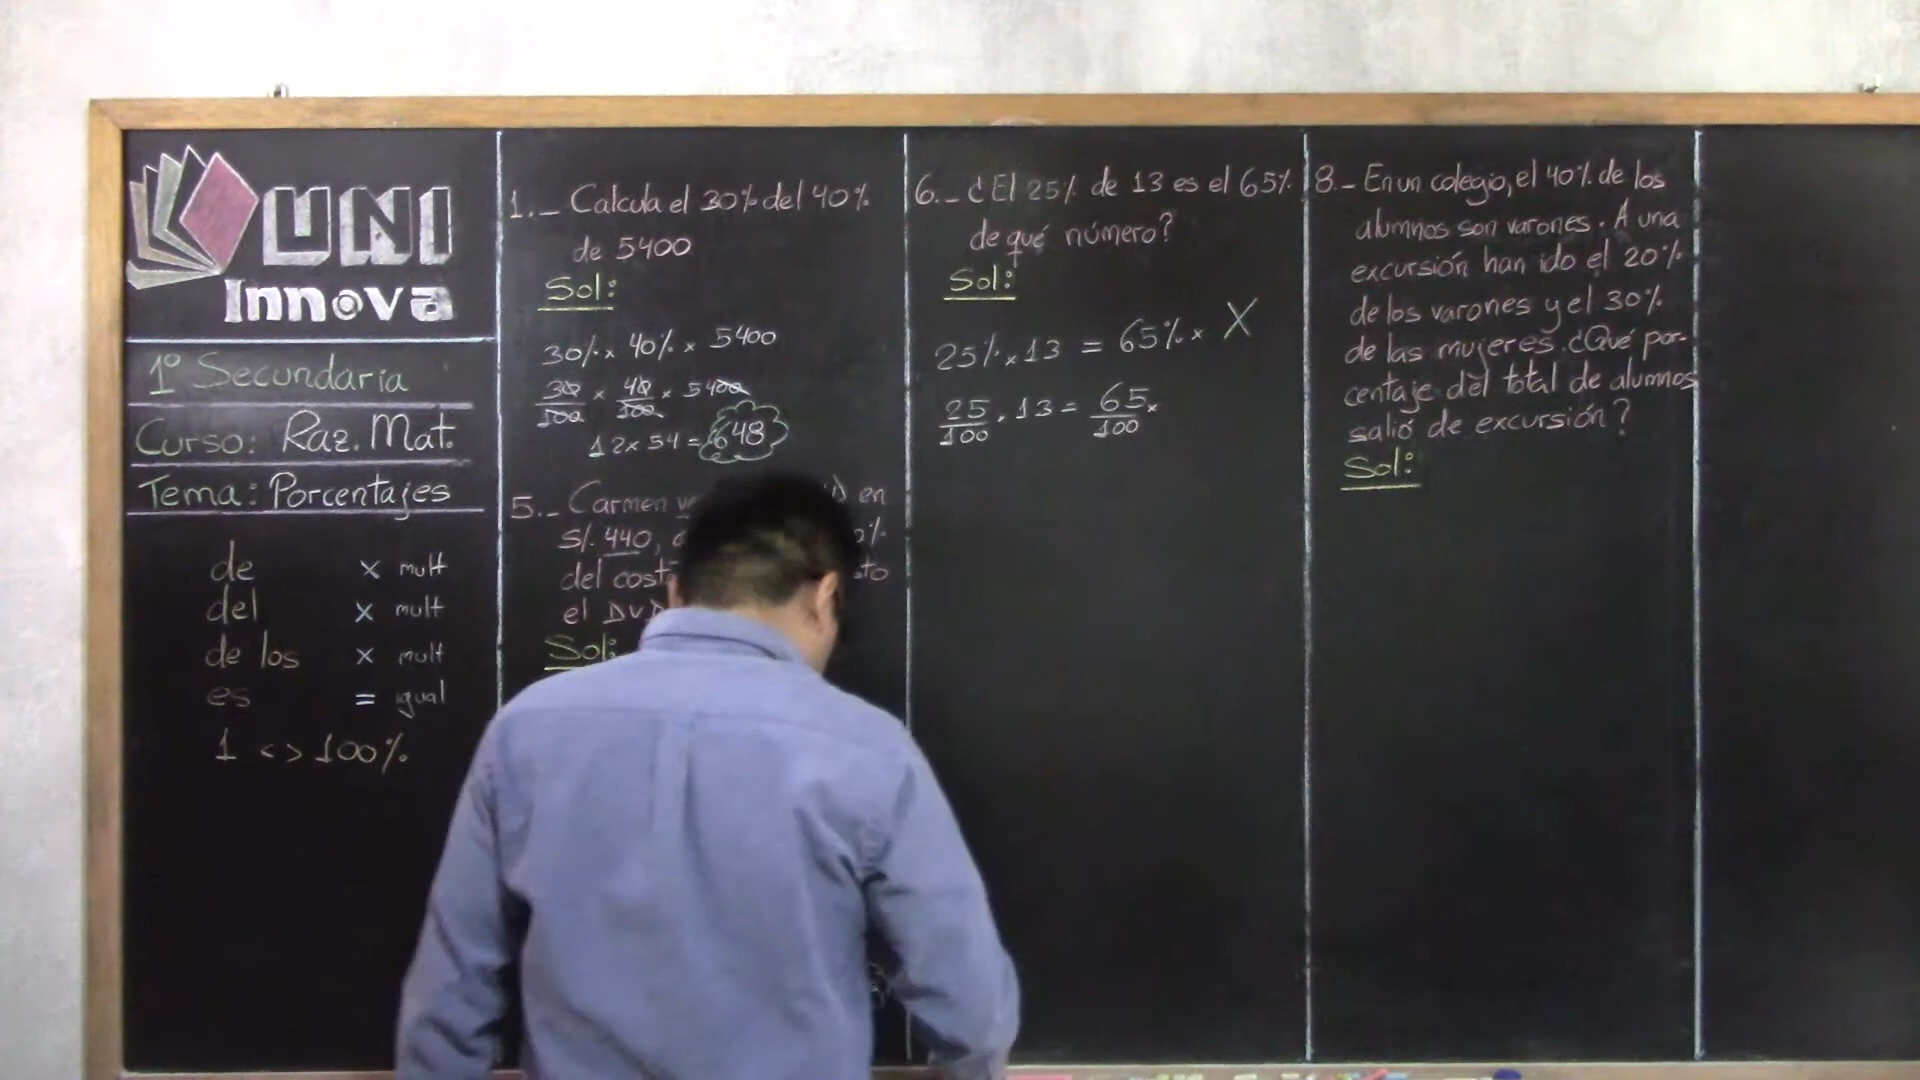 UNI
Innova
1º Secundaria
Curso: Raz. Mat.
Tema: Porcentajes
de x mult
del x mult
de los x mult
es = igual
1 <> 100%
1._ Calcula el 30% del 40%
de 5400
Sol:
30% x 40% x 5400
30/100 x 40/100 x 5400
12 x 54 = 648
5._ Carmen en
S/. 440,
del
el DVD
Sol:
6._ ¿El 25% de 13 es el 65%
de qué número?
Sol:
25% x 13 = 65% x X
25/100 . 13 = 65/100 x
8._ En un colegio, el 40% de los
alumnos son varones. A una
excursión han ido el 20%
de los varones y el 30%
de las mujeres. ¿Qué por-
centaje del total de alumnos
salió de excursión?
Sol: